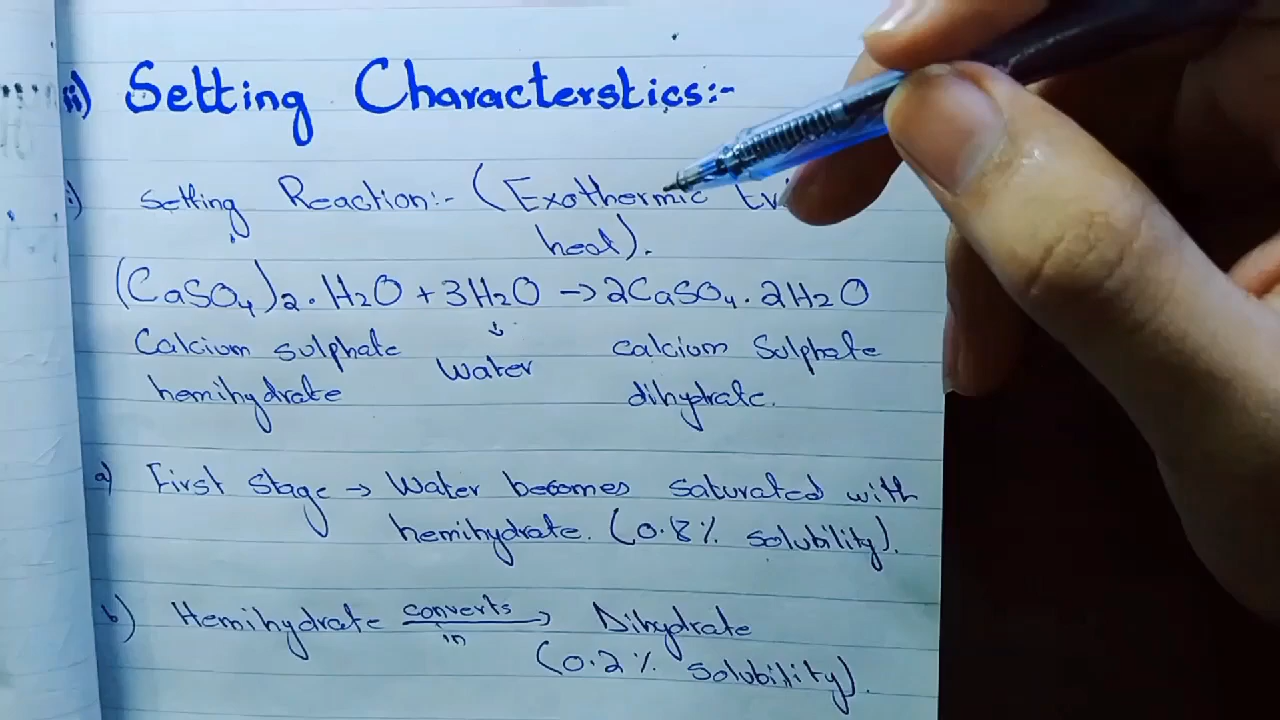 ii) Setting Characterstics:-
i) Setting Reaction:- (Exothermic
heat).
(CaSO4)2.H2O + 3H2O → 2CaSO4.2H2O
↓
Calcium sulphate Water calcium Sulphate
hemihydrate dihydrate.
a) First Stage → Water becomes saturated with
hemihydrate. (0.8% solubility).
b) Hemihydrate converts in → Dihydrate
(0.2% solubility).